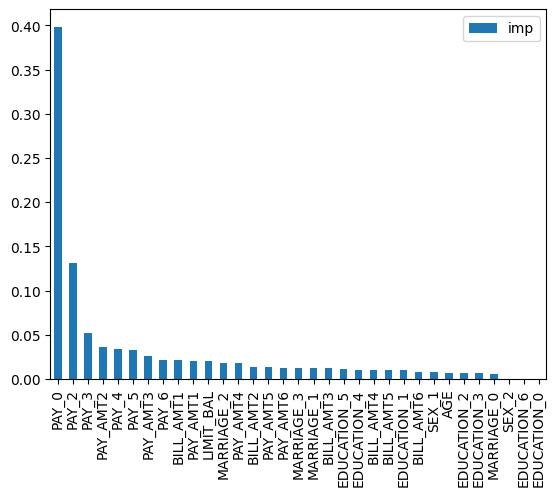 imp
0.40
0.35
0.30
0.25
0.20
0.15
0.10
0.05
0.00
PAY_0
PAY_2
PAY_3
PAY_AMT2
PAY_4
PAY_5
PAY_AMT3
PAY_6
BILL_AMT1
PAY_AMT1
LIMIT_BAL
MARRIAGE_2
PAY_AMT4
BILL_AMT2
PAY_AMT5
PAY_AMT6
MARRIAGE_3
MARRIAGE_1
BILL_AMT3
EDUCATION_5
EDUCATION_4
BILL_AMT4
BILL_AMT5
EDUCATION_1
BILL_AMT6
SEX_1
AGE
EDUCATION_2
EDUCATION_3
MARRIAGE_0
SEX_2
EDUCATION_6
EDUCATION_0